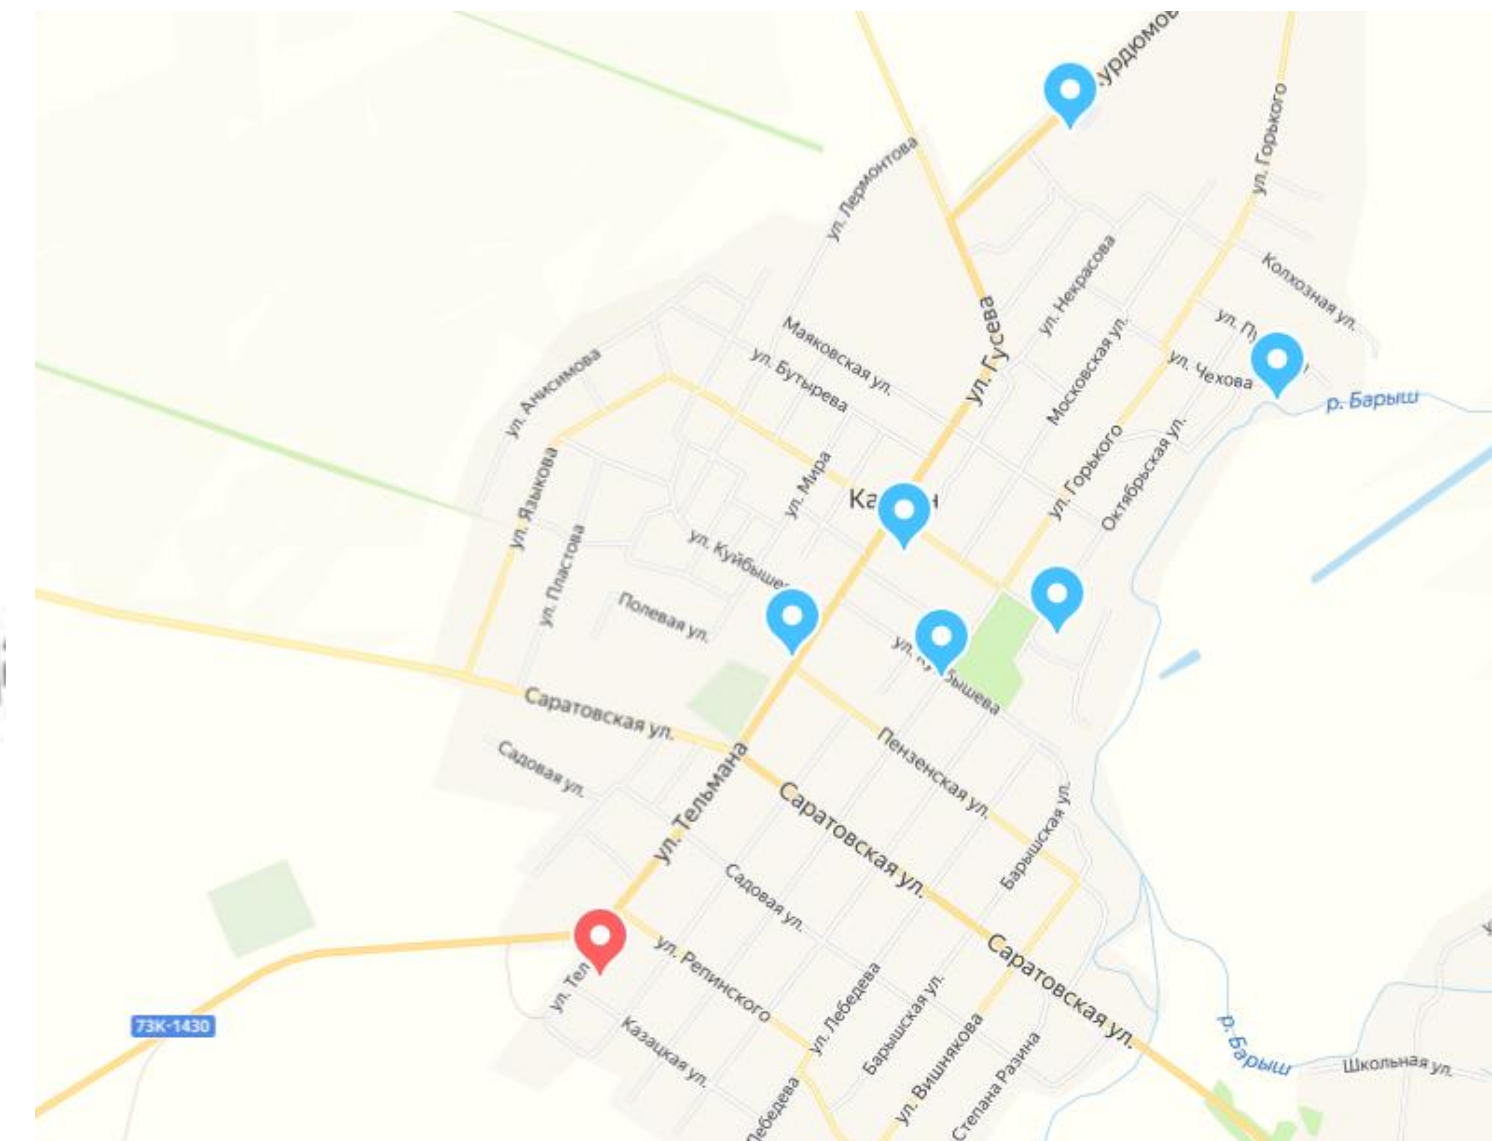 ул. Горького
ул. Лермонтова
ул. Некрасова
Колхозная ул.
ул. Гусева
Маяковская ул.
Московская ул.
ул. Бутырева
ул. Анисимова
ул. Чехова
р. Барыш
ул. Мира
ул. Горького
Октябрьская ул.
ул. Языкова
ул. Пластова
Полевая ул.
Саратовская ул.
Садовая ул.
Пензенская ул.
ул. Тельмана
Саратовская ул.
Барышская ул.
Садовая ул.
ул. Репинского
Саратовская ул.
ул. Лебедева
Барышская ул.
73К-1430
Казацкая ул.
ул. Вишнякова
Степана Разина
р. Барыш
Школьная ул.